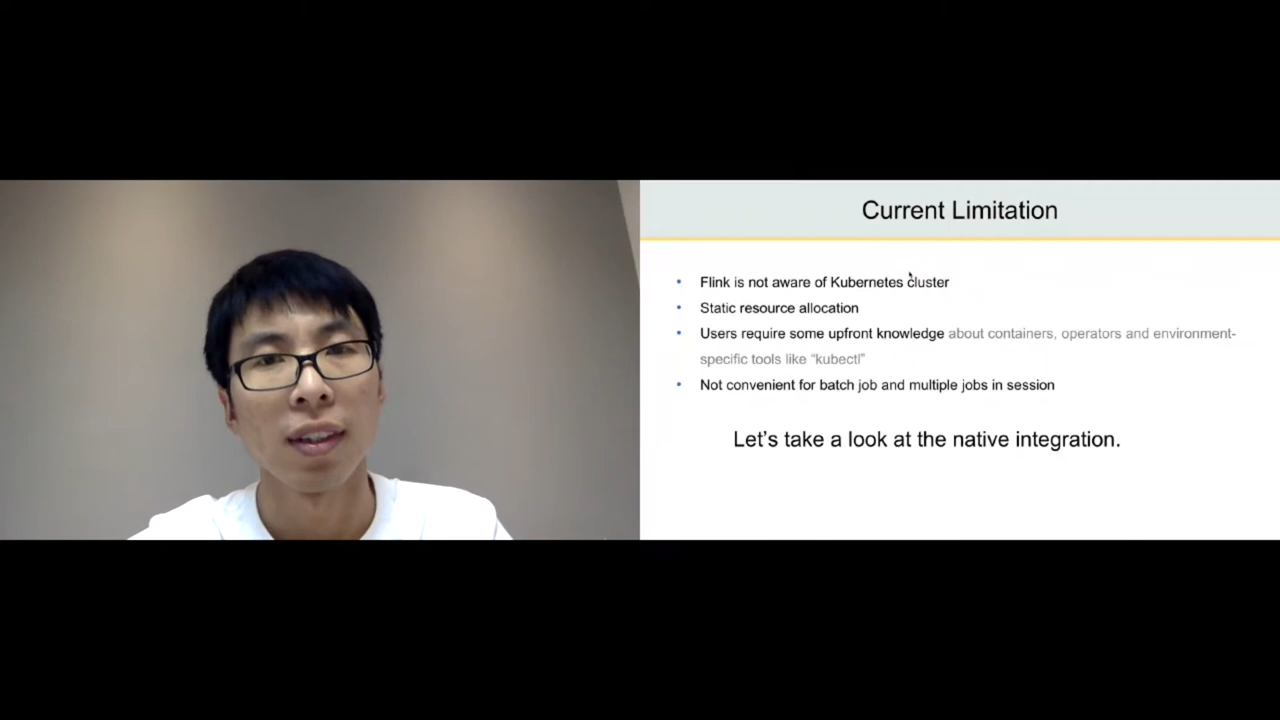 Current Limitation
• Flink is not aware of Kubernetes cluster
• Static resource allocation
• Users require some upfront knowledge about containers, operators and environment-
specific tools like “kubectl”
• Not convenient for batch job and multiple jobs in session
Let’s take a look at the native integration.